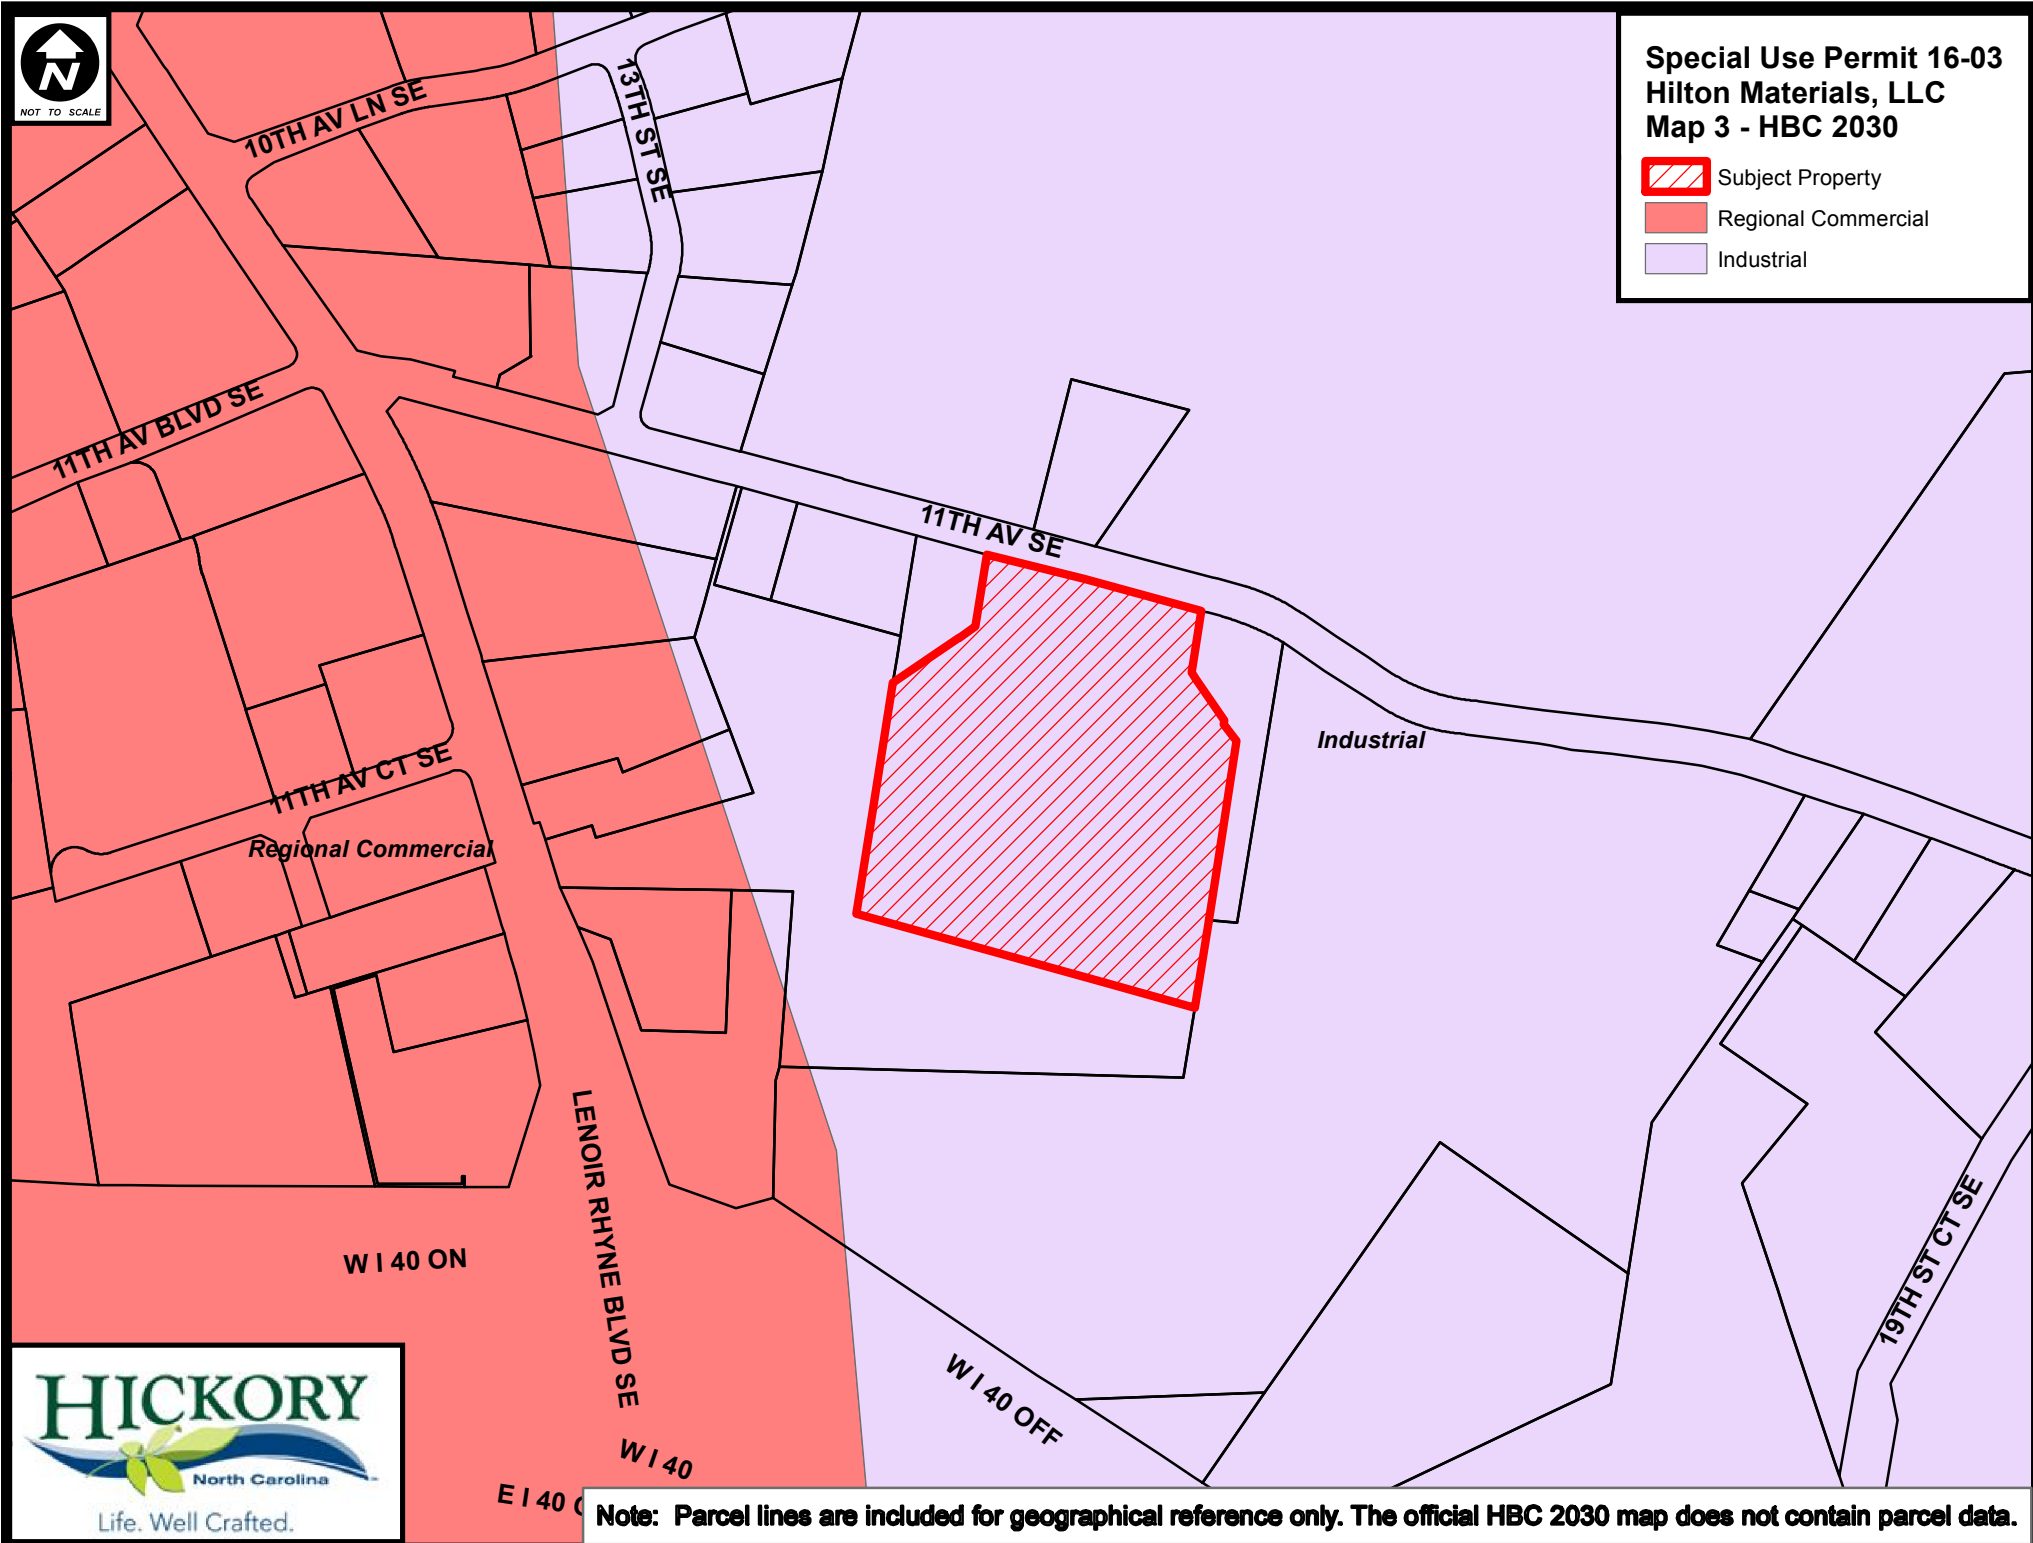 N
NOT TO SCALE
Special Use Permit 16-03
Hilton Materials, LLC
Map 3 - HBC 2030
Subject Property
Regional Commercial
Industrial
10TH AV LN SE
13TH ST SE
11TH AV BLVD SE
11TH AV SE
Industrial
11TH AV CT SE
Regional Commercial
LENOIR RHYNE BLVD SE
19TH ST CT SE
W I 40 ON
W I 40 OFF
W I 40
E I 40
HICKORY
North Carolina
Life. Well Crafted.
Note: Parcel lines are included for geographical reference only. The official HBC 2030 map does not contain parcel data.